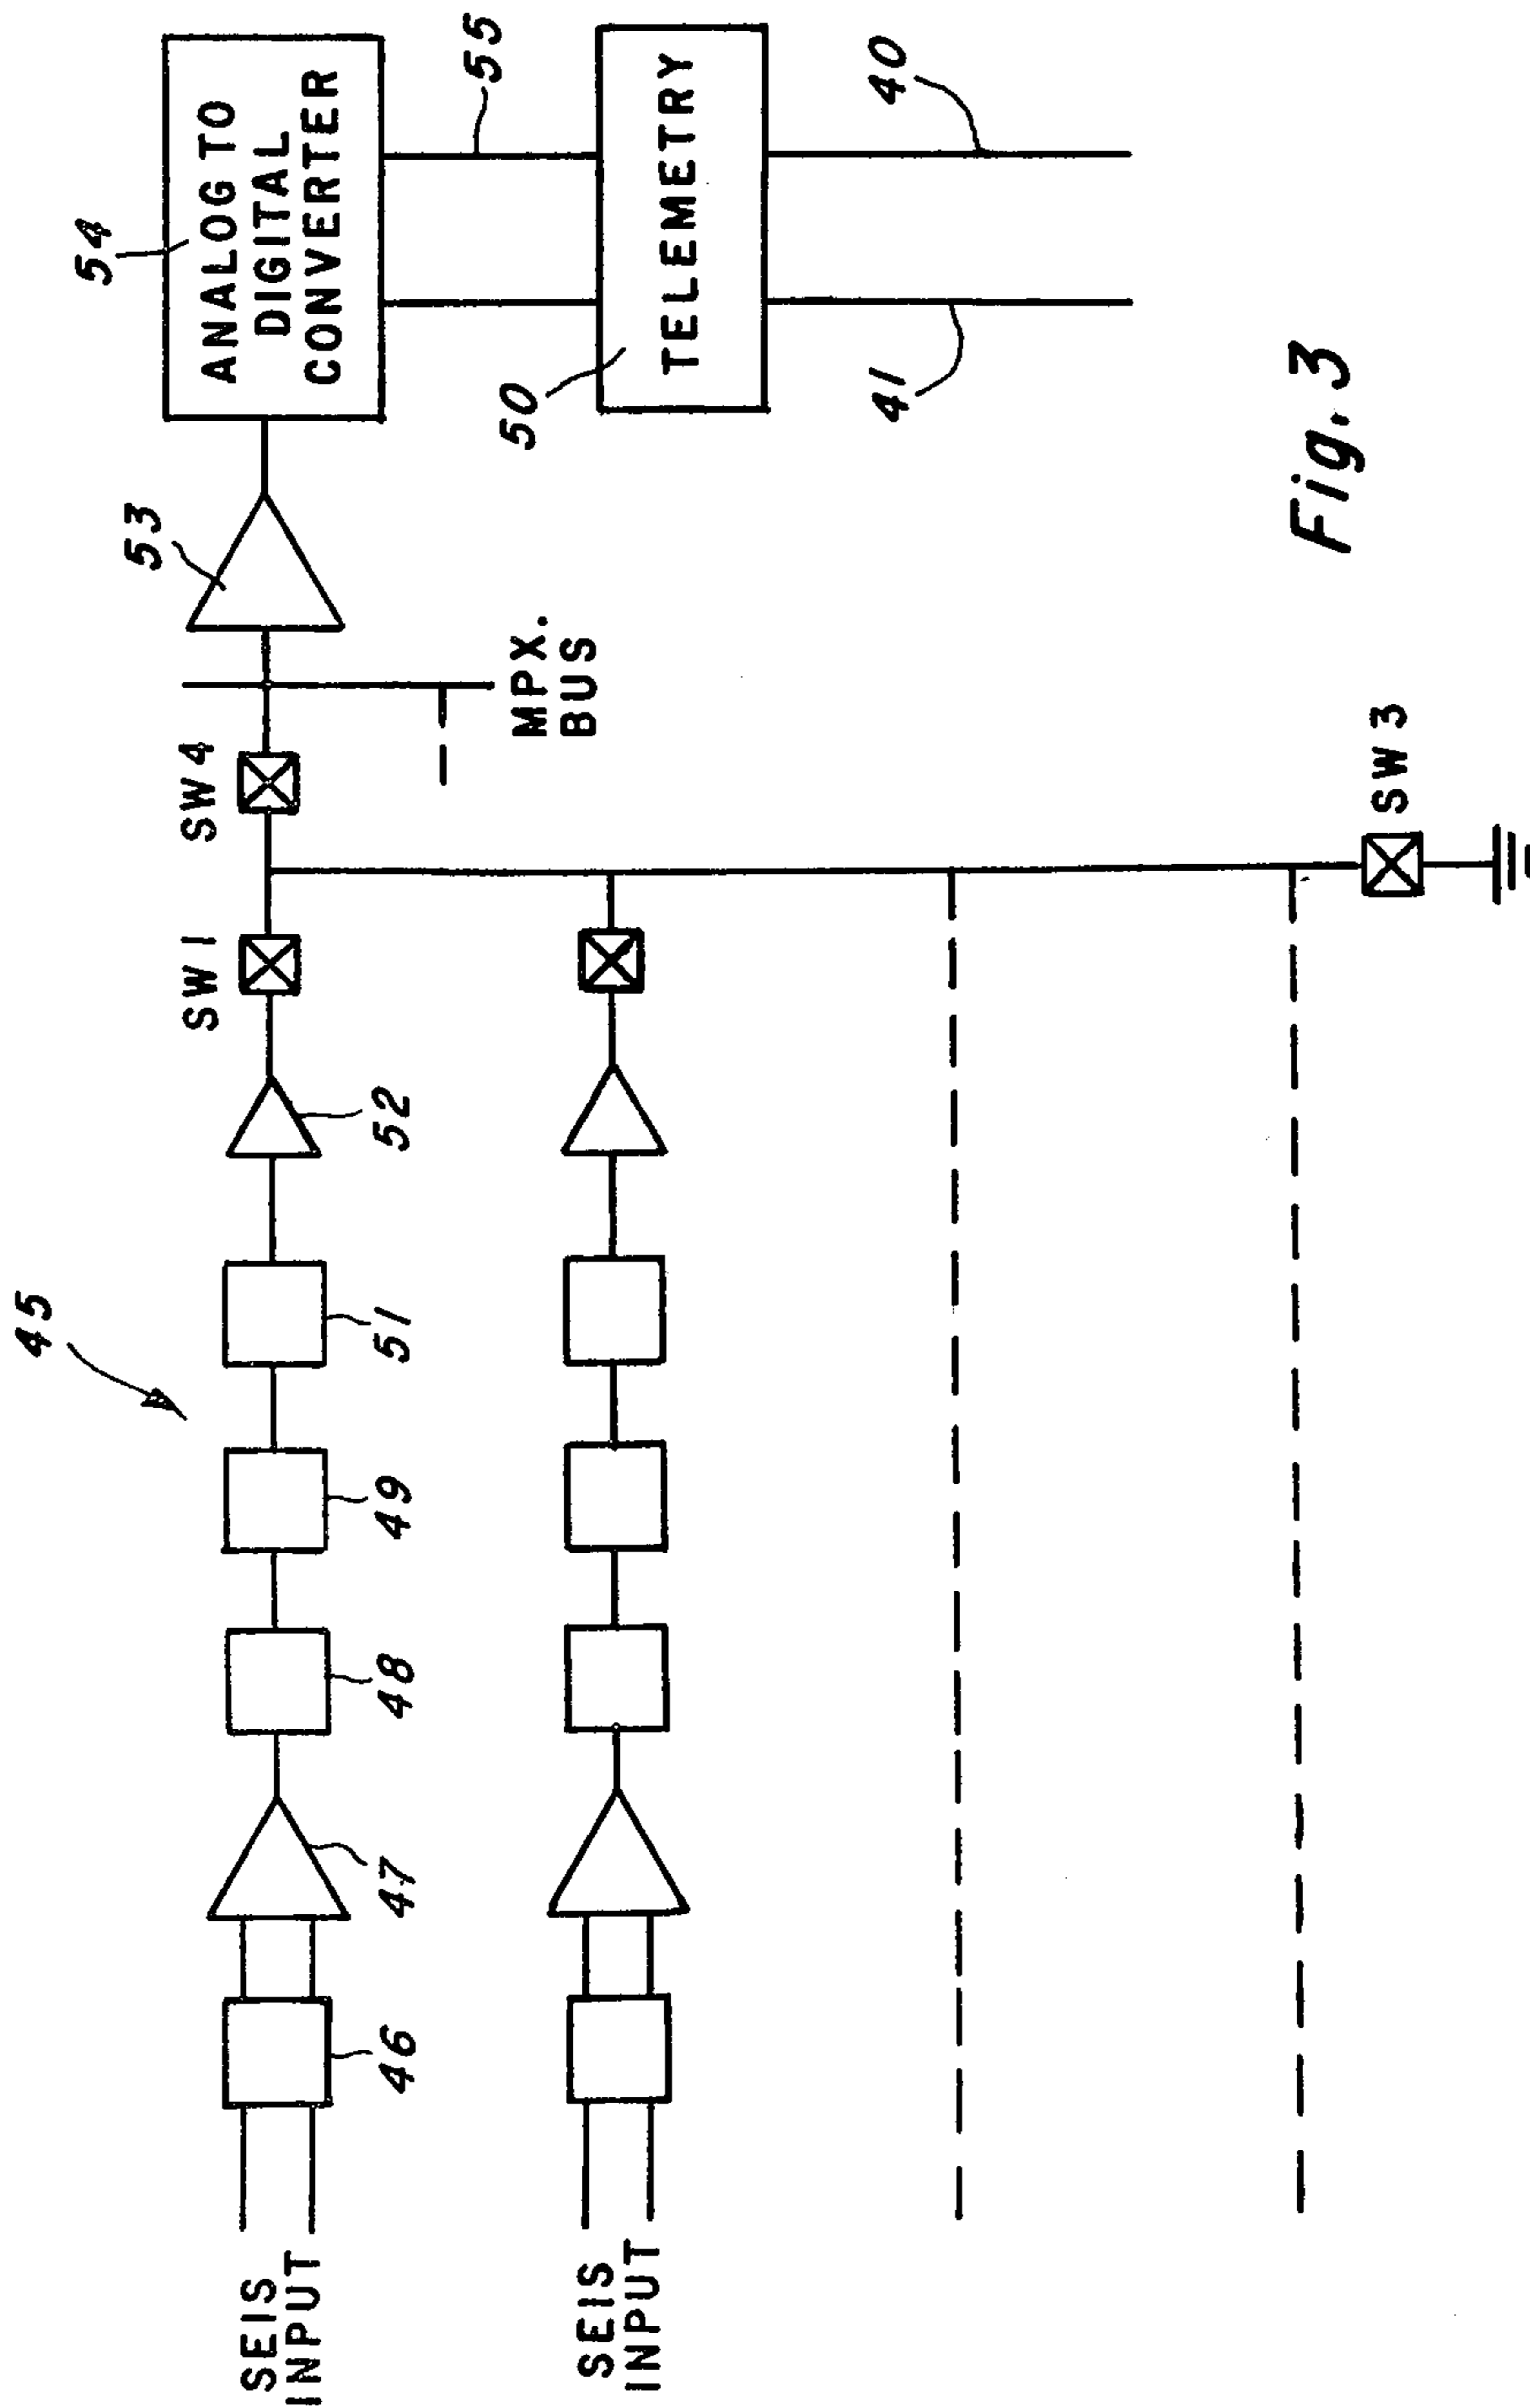 45
54
ANALOG TO
DIGITAL
CONVERTER
53
SW4
SW1
55
SEIS
INPUT
46
47
48
49
51
52
MPX.
BUS
50
TELEMETRY
SEIS
INPUT
41
40
SW3
Fig. 3